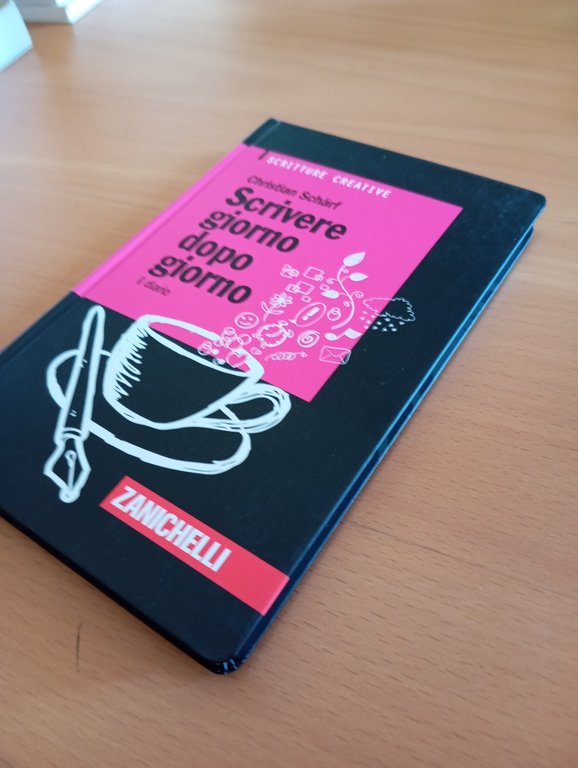 SCRITTURE CREATIVE
Christian Schärf
Scrivere
giorno
dopo
giorno
il diario
ZANICHELLI